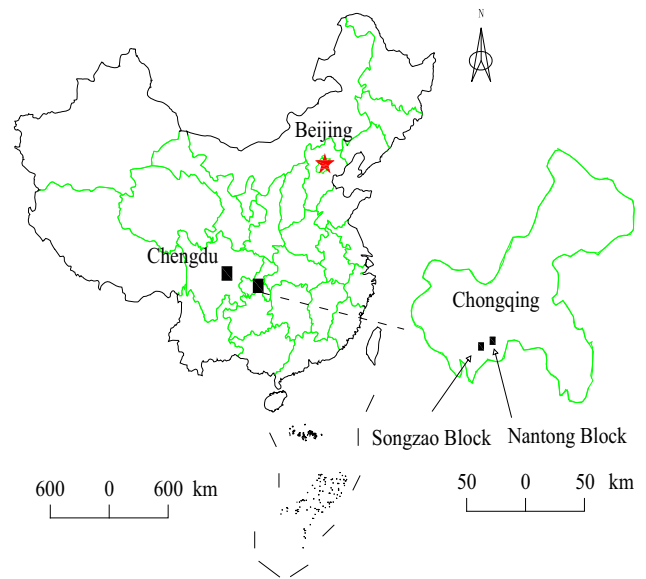 N
Beijing
Chengdu
Chongqing
Songzao Block
Nantong Block
600 0 600 km
50 0 50 km